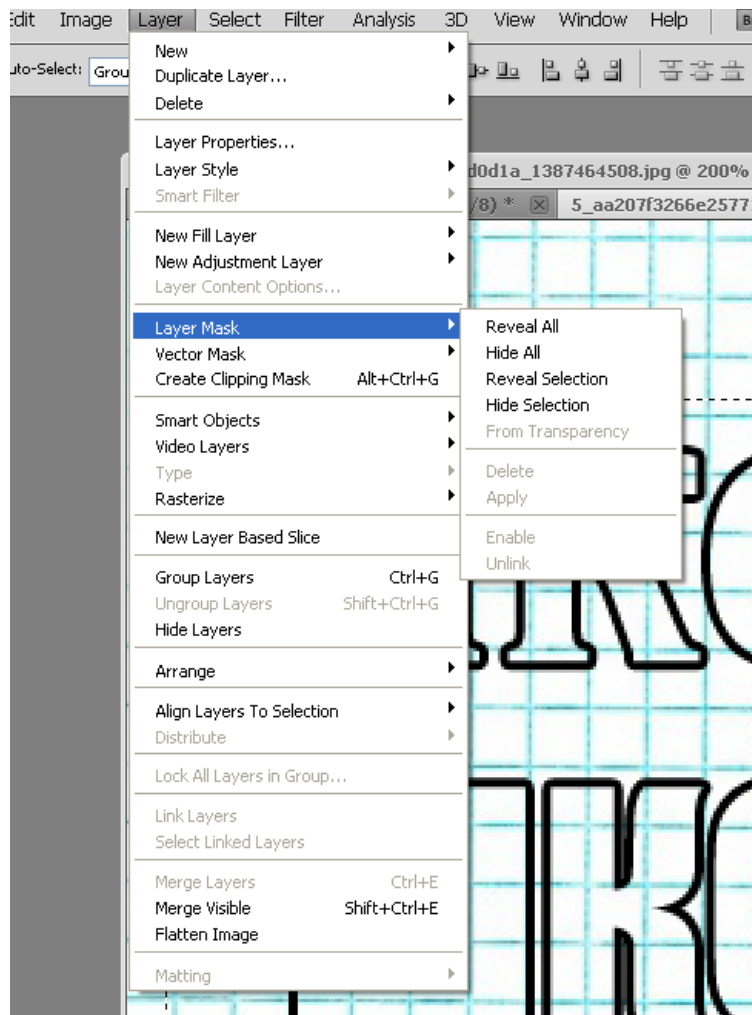 Edit Image Layer Select Filter Analysis 3D View Window Help
Auto-Select: Grou
New
Duplicate Layer...
Delete
Layer Properties...
Layer Style
d0d1a_1387464508.jpg @ 200%
Smart Filter
/8) * 5_aa207f3266e2577
New Fill Layer
New Adjustment Layer
Layer Content Options...
Layer Mask
Vector Mask
Create Clipping Mask Alt+Ctrl+G
Reveal All
Hide All
Reveal Selection
Hide Selection
From Transparency
Delete
Apply
Enable
Unlink
Smart Objects
Video Layers
Type
Rasterize
New Layer Based Slice
Group Layers Ctrl+G
Ungroup Layers Shift+Ctrl+G
Hide Layers
Arrange
Align Layers To Selection
Distribute
Lock All Layers in Group...
Link Layers
Select Linked Layers
Merge Layers Ctrl+E
Merge Visible Shift+Ctrl+E
Flatten Image
Matting